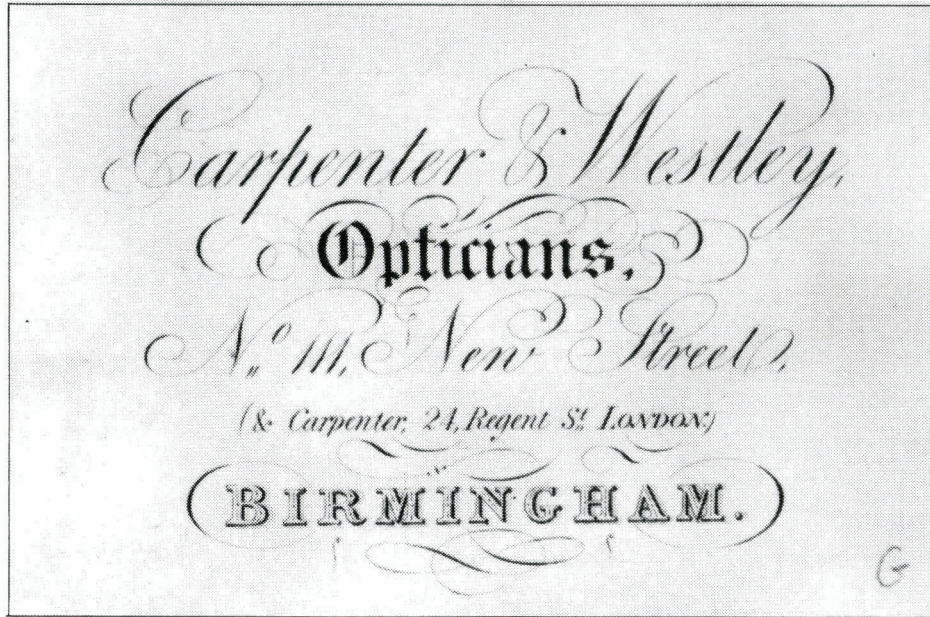 Carpenter & Westley,
Opticians,
No. 111, New Street,
(& Carpenter, 24, Regent St. LONDON)
BIRMINGHAM.
G